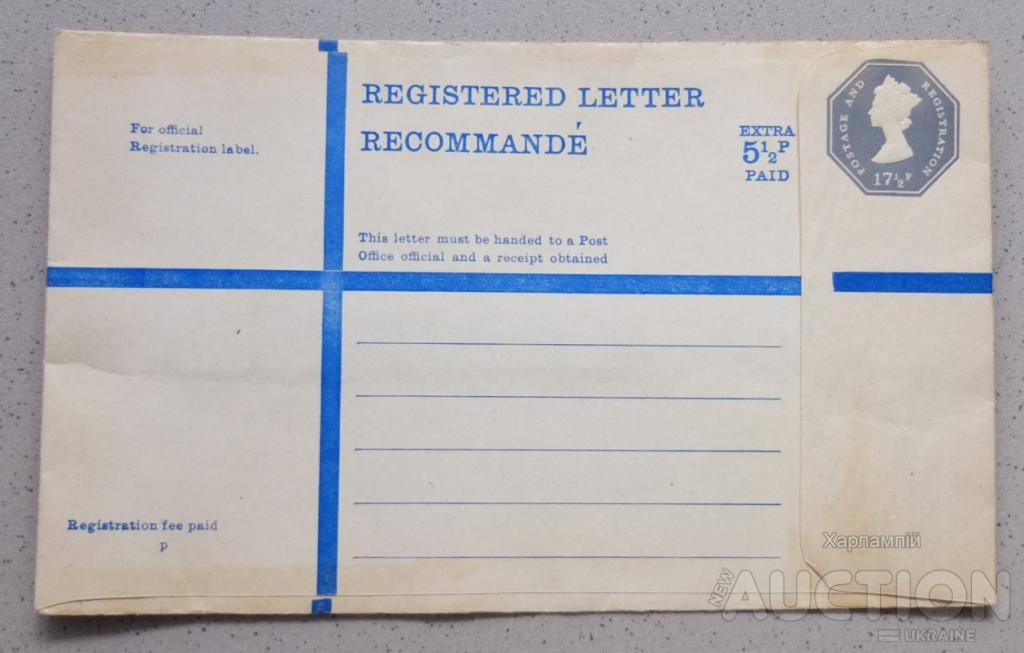 REGISTERED LETTER
RECOMMANDÉ
For official
Registration label.
EXTRA
5½P
PAID
POSTAGE AND REGISTRATION
17½P
This letter must be handed to a Post
Office official and a receipt obtained
Registration fee paid
p
Харлампій
NEW AUCTION
UKRAINE